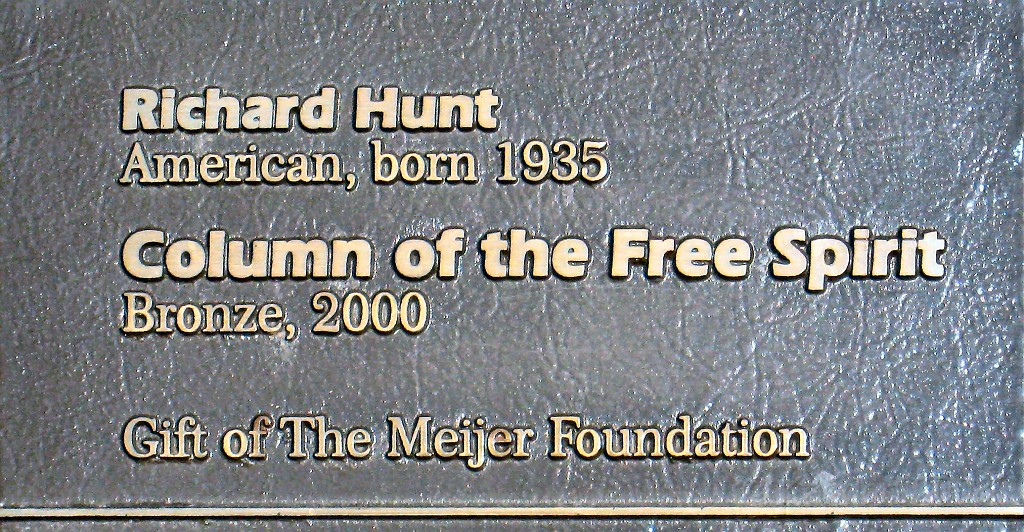 Richard Hunt
American, born 1935
Column of the Free Spirit
Bronze, 2000
Gift of The Meijer Foundation